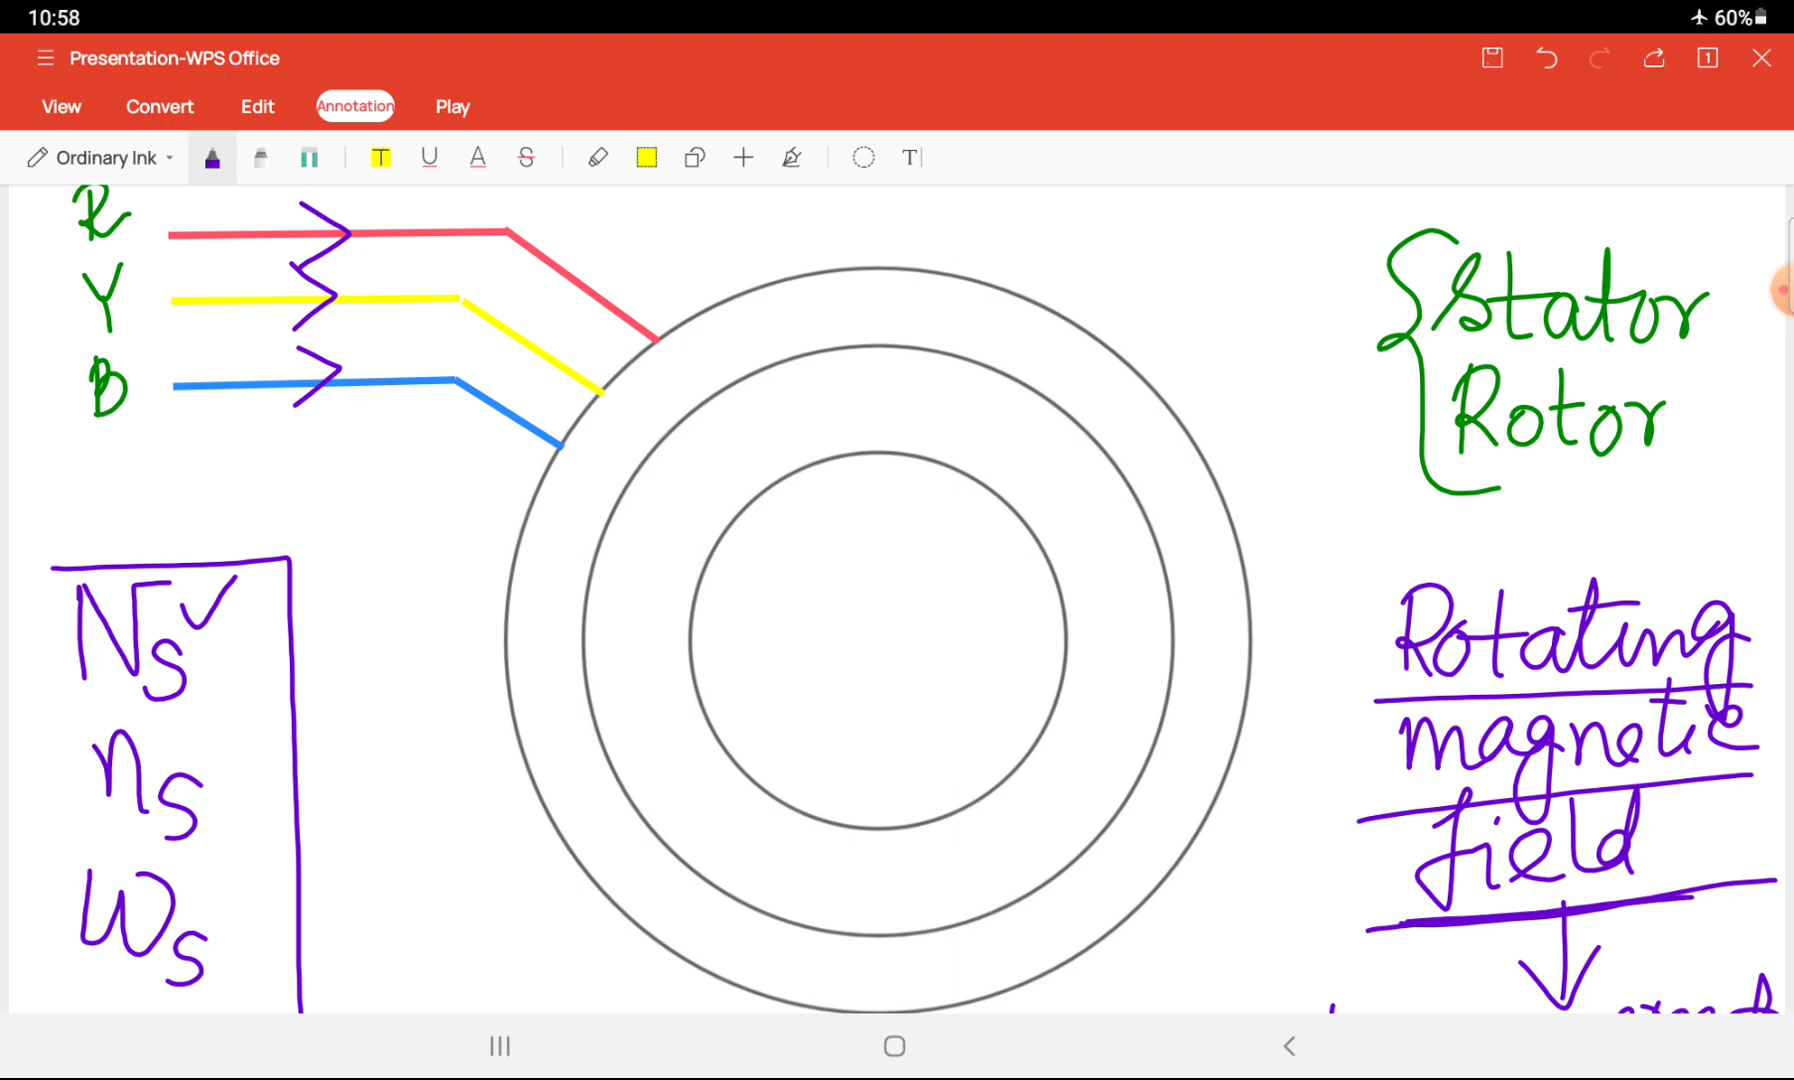 10:58 60%
Presentation-WPS Office 1
View Convert Edit Annotation Play
Ordinary Ink T U A S T
R
Y
B
Stator
Rotor
Ns
ns
Ws
Rotating
magnetic
field